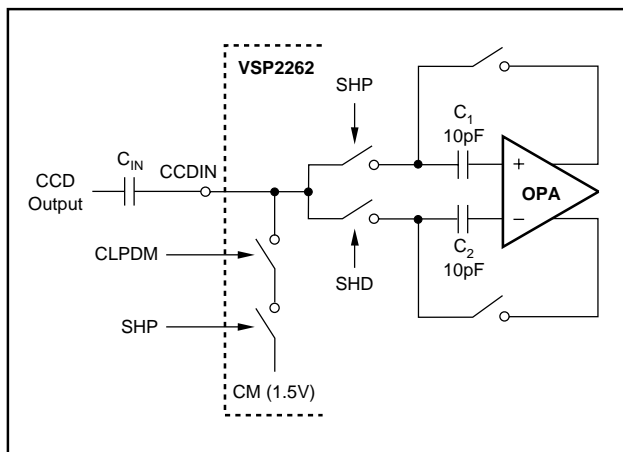 VSP2262
SHP
C1
10pF
CIN
CCDIN
CCD
Output
+
OPA
–
C2
10pF
CLPDM
SHD
SHP
CM (1.5V)